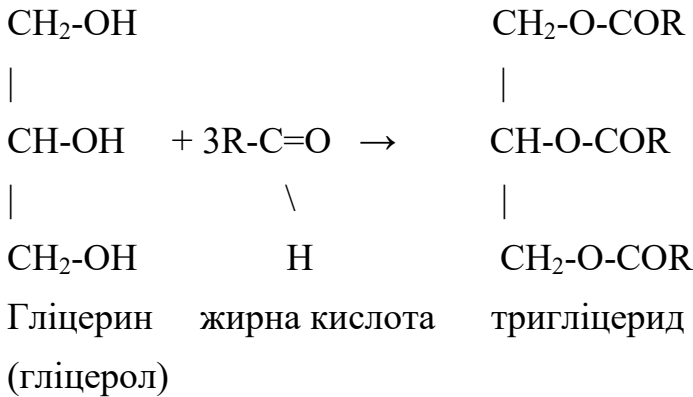 CH₂-OH CH₂-O-COR
| |
CH-OH + 3R-C=O → CH-O-COR
| \ |
CH₂-OH H CH₂-O-COR
Гліцерин жирна кислота тригліцерид
(гліцерол)